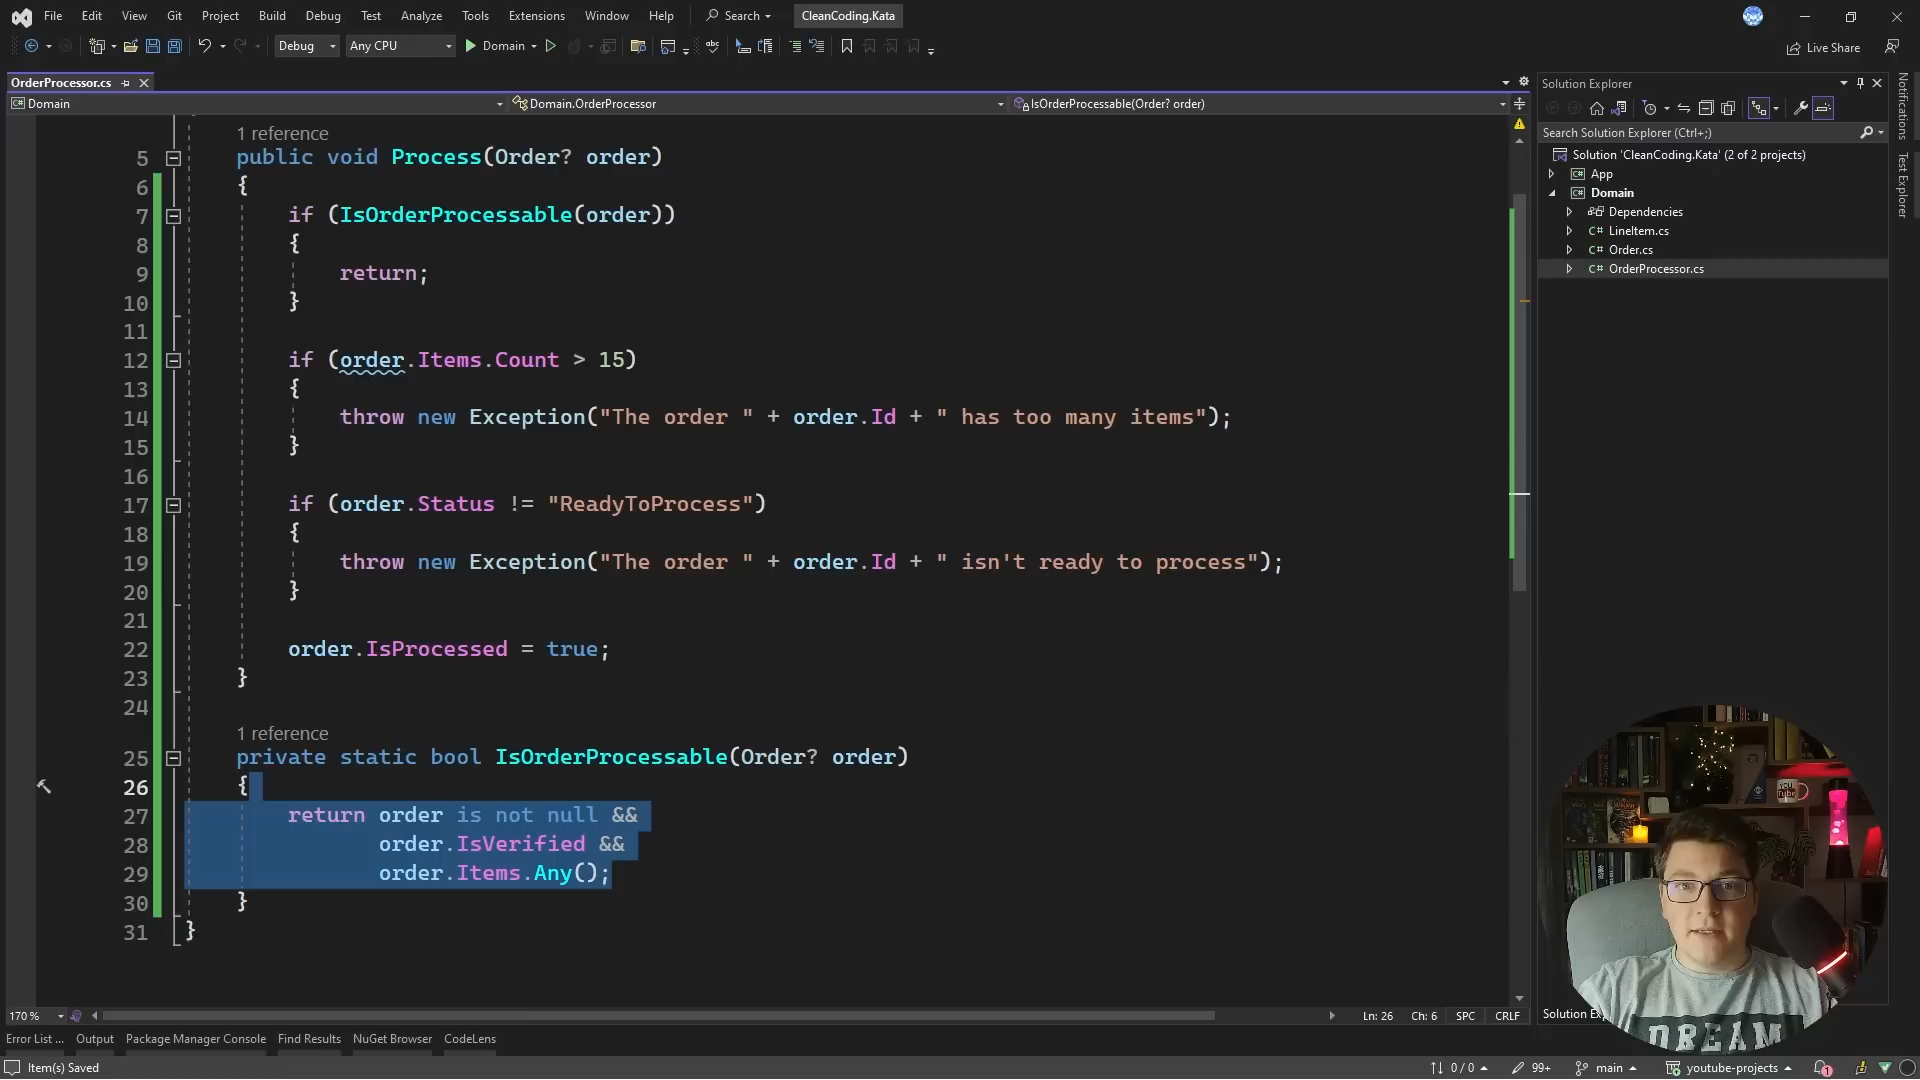 File Edit View Git Project Build Debug Test Analyze Tools Extensions Window Help Search CleanCoding.Kata
Debug Any CPU Domain Live Share
OrderProcessor.cs
Domain Domain.OrderProcessor IsOrderProcessable(Order? order)
1 reference
5 public void Process(Order? order)
6 {
7 if (IsOrderProcessable(order))
8 {
9 return;
10 }
11
12 if (order.Items.Count > 15)
13 {
14 throw new Exception("The order " + order.Id + " has too many items");
15 }
16
17 if (order.Status != "ReadyToProcess")
18 {
19 throw new Exception("The order " + order.Id + " isn't ready to process");
20 }
21
22 order.IsProcessed = true;
23 }
24
1 reference
25 private static bool IsOrderProcessable(Order? order)
26 {
27 return order is not null &&
28 order.IsVerified &&
29 order.Items.Any();
30 }
31 }
170 % Ln: 26 Ch: 6 SPC CRLF
Error List ... Output Package Manager Console Find Results NuGet Browser CodeLens
Item(s) Saved 0 / 0 99+ main youtube-projects 1
Solution Explorer
Search Solution Explorer (Ctrl+;)
Solution 'CleanCoding.Kata' (2 of 2 projects)
C# App
C# Domain
Dependencies
C# LineItem.cs
C# Order.cs
C# OrderProcessor.cs
Notifications
Test Explorer
You Tube
DREAM